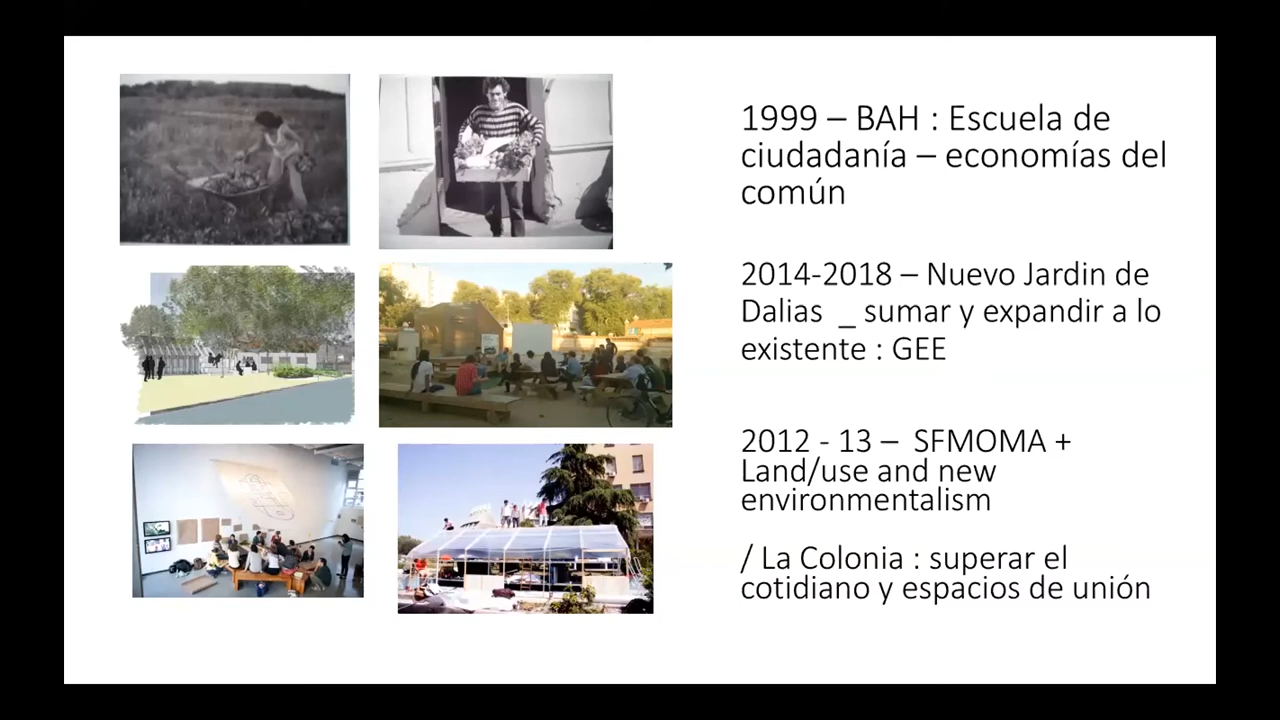 1999 – BAH : Escuela de
ciudadanía – economías del
común
2014-2018 – Nuevo Jardin de
Dalias _ sumar y expandir a lo
existente : GEE
2012 - 13 – SFMOMA +
Land/use and new
environmentalism
/ La Colonia : superar el
cotidiano y espacios de unión